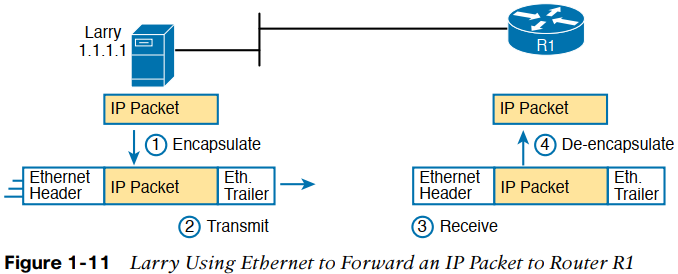 Larry
1.1.1.1
R1
IP Packet
IP Packet
1 Encapsulate
4 De-encapsulate
Ethernet Header
IP Packet
Eth. Trailer
Ethernet Header
IP Packet
Eth. Trailer
2 Transmit
3 Receive
Figure 1-11 Larry Using Ethernet to Forward an IP Packet to Router R1